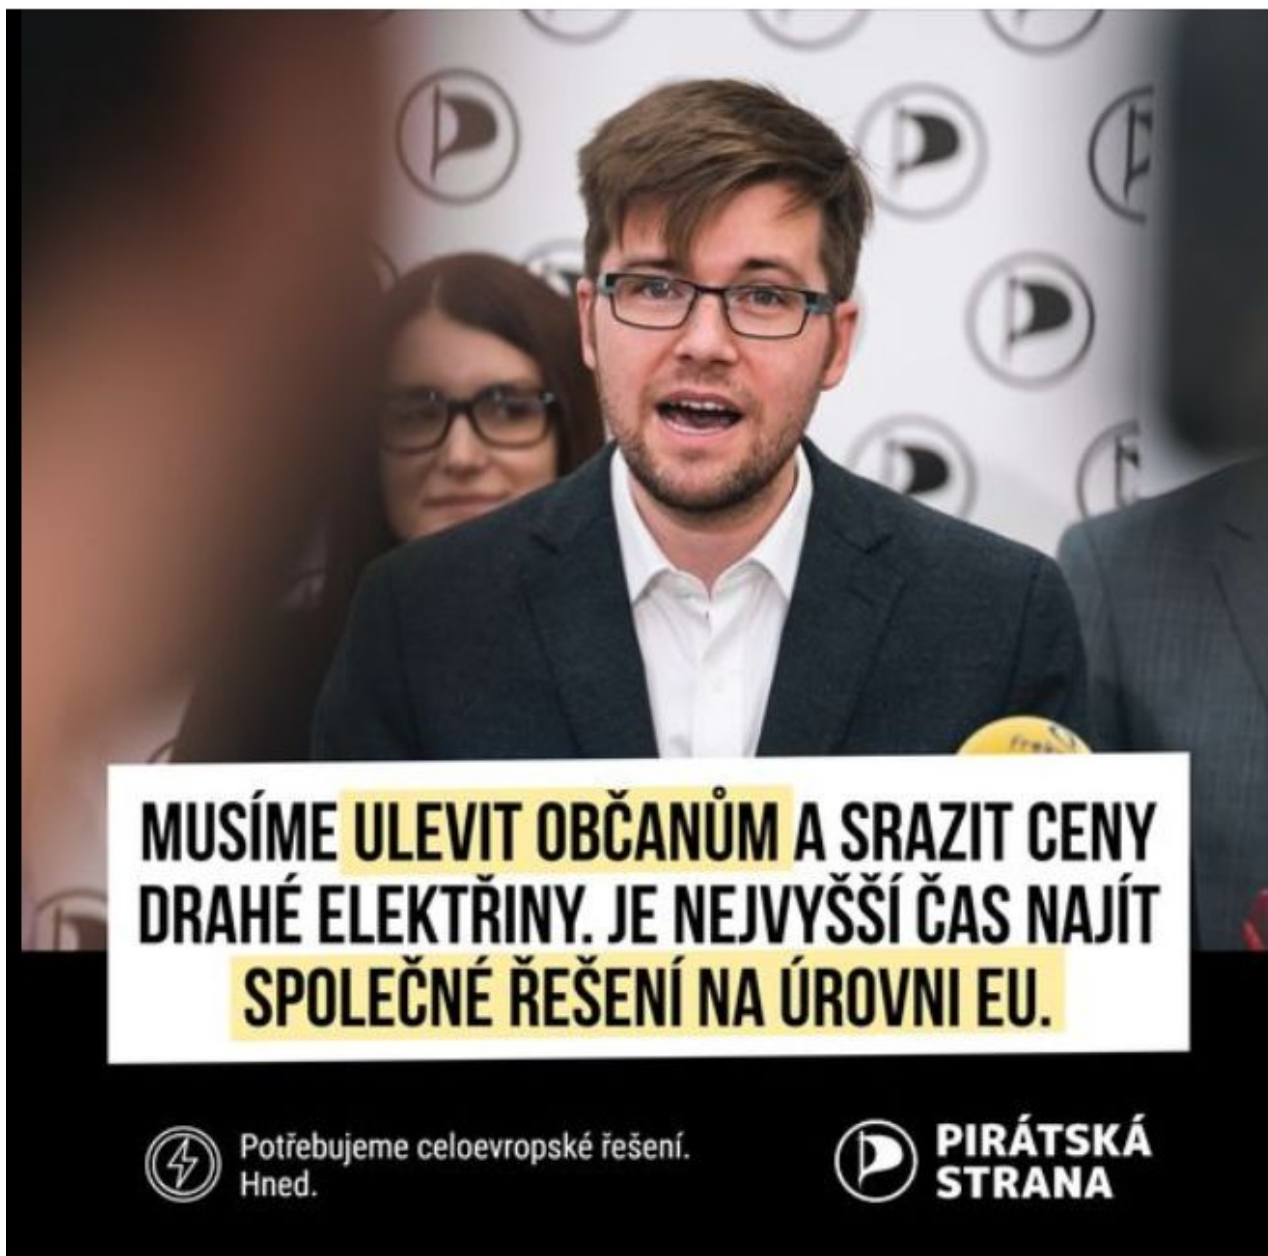 MUSÍME ULEVIT OBČANŮM A SRAZIT CENY
DRAHÉ ELEKTŘINY. JE NEJVYŠŠÍ ČAS NAJÍT
SPOLEČNÉ ŘEŠENÍ NA ÚROVNI EU.
Potřebujeme celoevropské řešení.
Hned.
PIRÁTSKÁ
STRANA